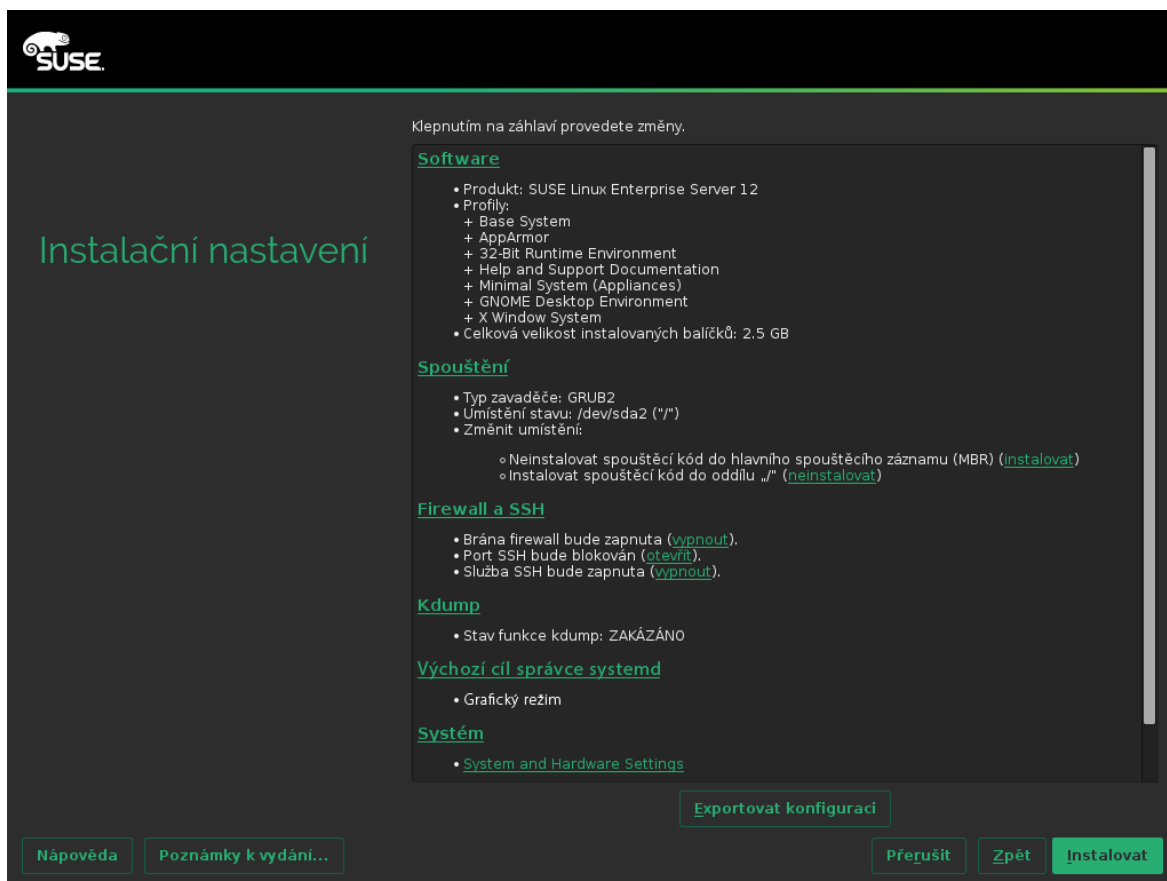 SUSE.
Klepnutím na záhlaví provedete změny.
Instalační nastavení
Software
• Produkt: SUSE Linux Enterprise Server 12
• Profily:
+ Base System
+ AppArmor
+ 32-Bit Runtime Environment
+ Help and Support Documentation
+ Minimal System (Appliances)
+ GNOME Desktop Environment
+ X Window System
• Celková velikost instalovaných balíčků: 2.5 GB
Spouštění
• Typ zavaděče: GRUB2
• Umístění stavu: /dev/sda2 ("/")
• Změnit umístění:
◦ Neinstalovat spouštěcí kód do hlavního spouštěcího záznamu (MBR) (instalovat)
◦ Instalovat spouštěcí kód do oddílu „/" (neinstalovat)
Firewall a SSH
• Brána firewall bude zapnuta (vypnout).
• Port SSH bude blokován (otevřít).
• Služba SSH bude zapnuta (vypnout).
Kdump
• Stav funkce kdump: ZAKÁZÁNO
Výchozí cíl správce systemd
• Grafický režim
Systém
• System and Hardware Settings
Exportovat konfiguraci
Nápověda Poznámky k vydání... Přerušit Zpět Instalovat